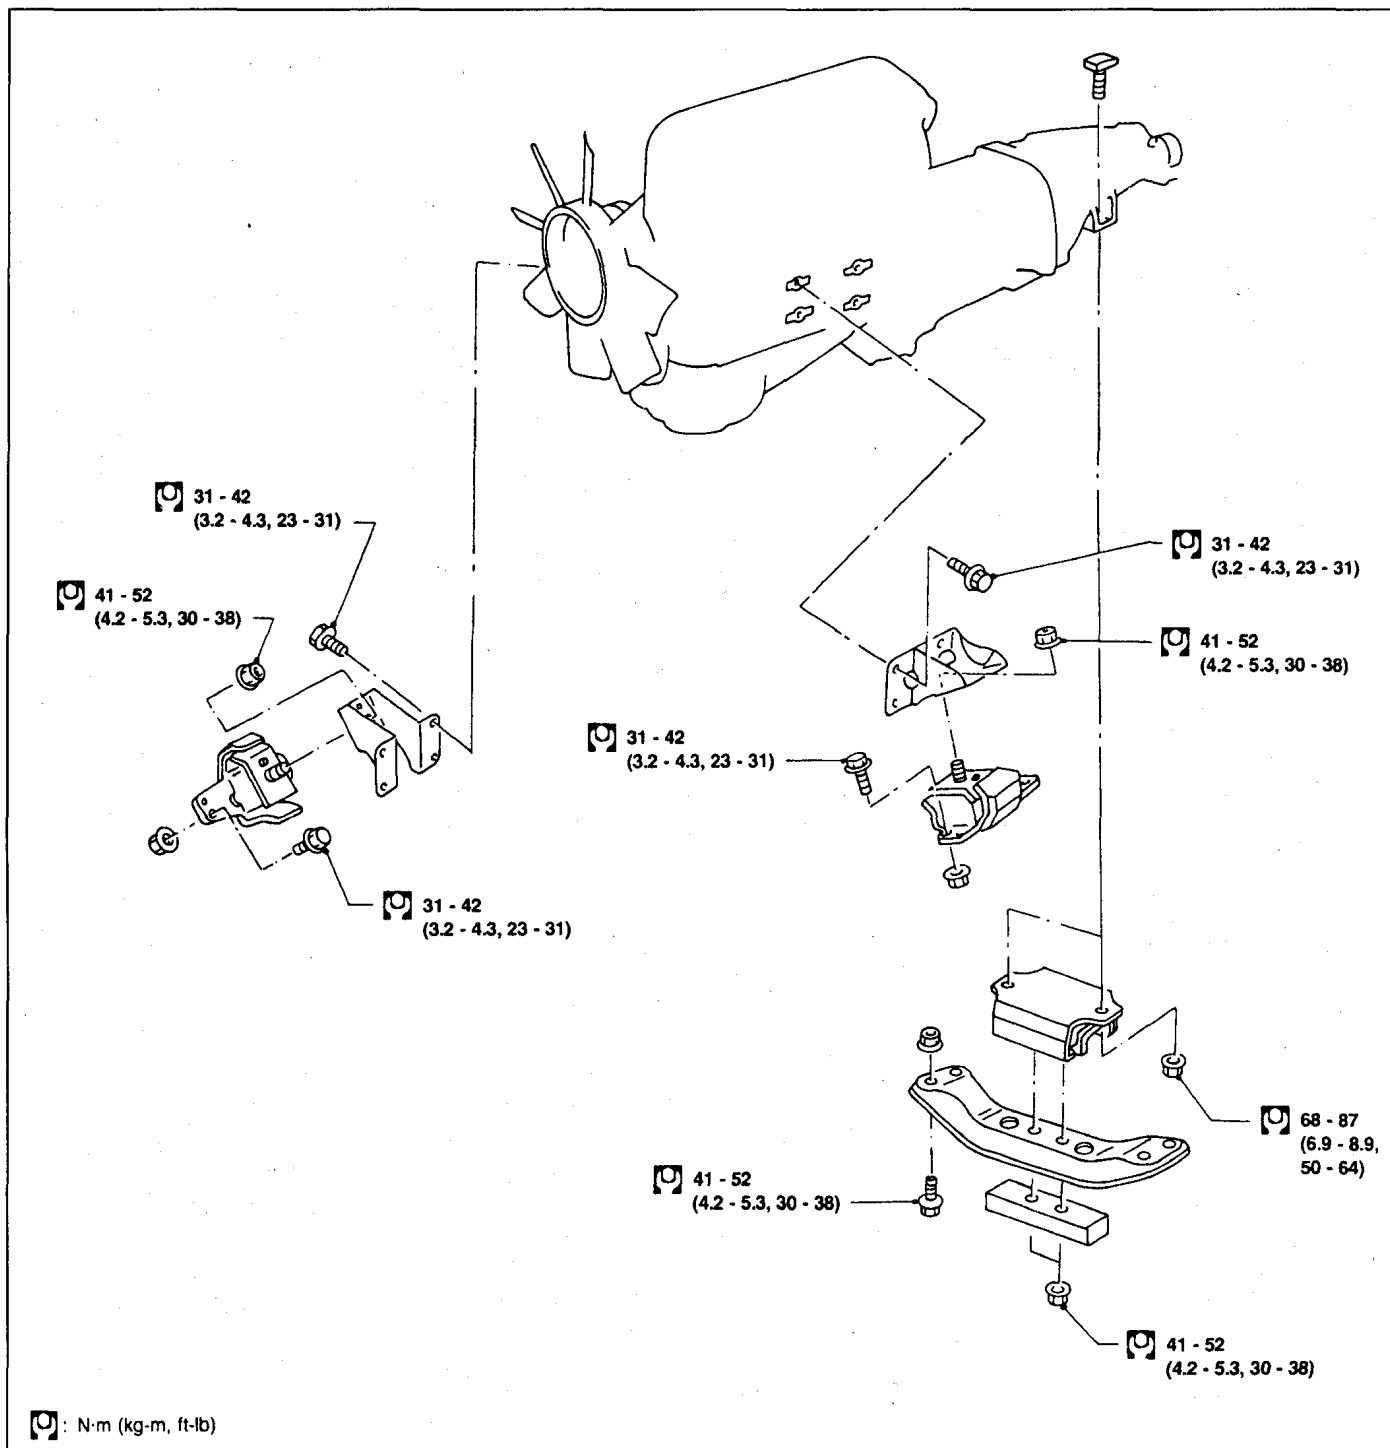 31 - 42
(3.2 - 4.3, 23 - 31)
41 - 52
(4.2 - 5.3, 30 - 38)
31 - 42
(3.2 - 4.3, 23 - 31)
41 - 52
(4.2 - 5.3, 30 - 38)
31 - 42
(3.2 - 4.3, 23 - 31)
31 - 42
(3.2 - 4.3, 23 - 31)
68 - 87
(6.9 - 8.9,
50 - 64)
41 - 52
(4.2 - 5.3, 30 - 38)
41 - 52
(4.2 - 5.3, 30 - 38)
: N·m (kg-m, ft-lb)